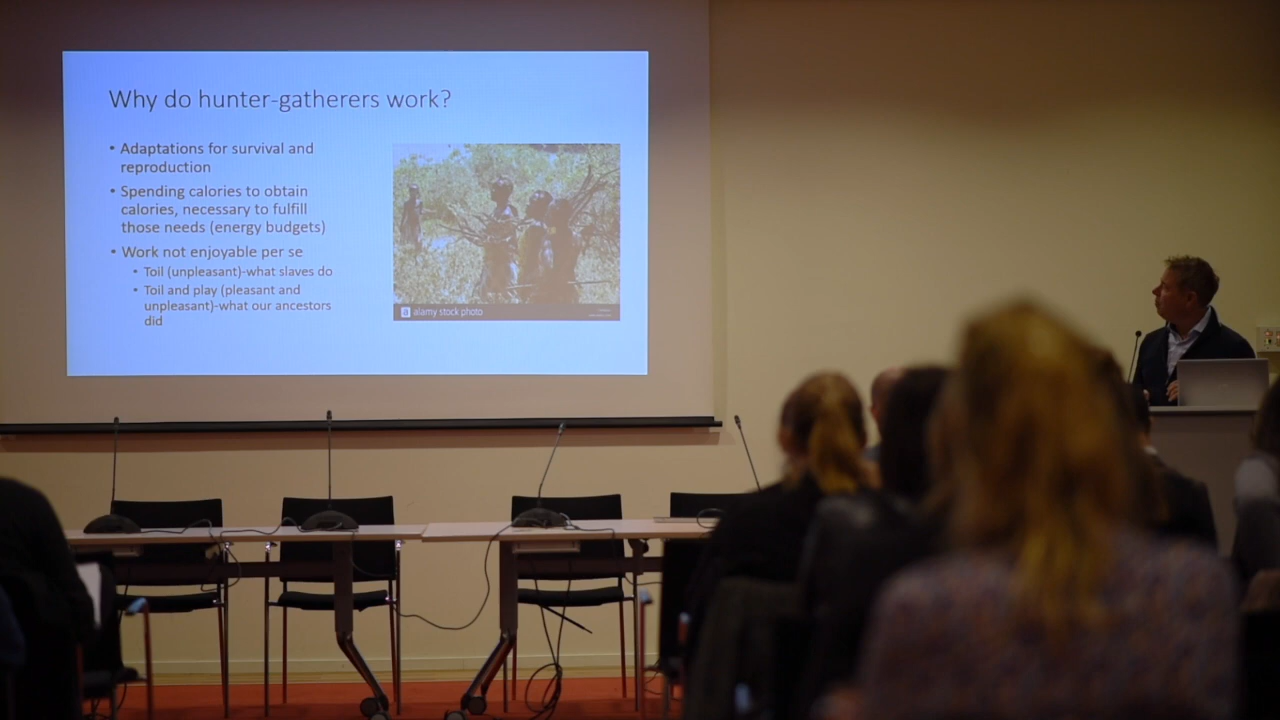 Why do hunter-gatherers work?
• Adaptations for survival and
reproduction
• Spending calories to obtain
calories, necessary to fulfill
those needs (energy budgets)
• Work not enjoyable per se
• Toil (unpleasant)-what slaves do
• Toil and play (pleasant and
unpleasant)-what our ancestors
did
a alamy stock photo